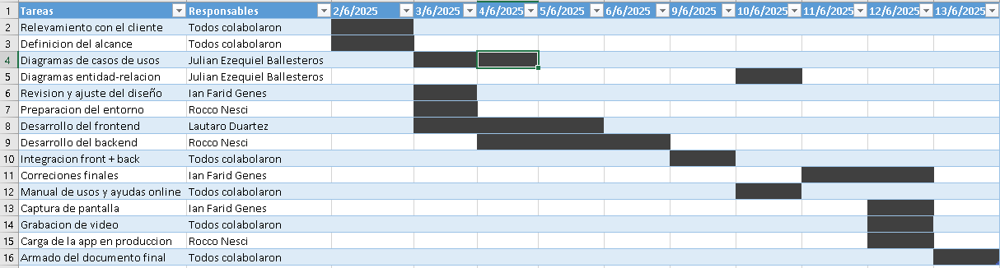 1 Tareas Responsables 2/6/2025 3/6/2025 4/6/2025 5/6/2025 6/6/2025 9/6/2025 10/6/2025 11/6/2025 12/6/2025 13/6/2025
2 Relevamiento con el cliente Todos colabolaron
3 Definicion del alcance Todos colabolaron
4 Diagramas de casos de usos Julian Ezequiel Ballesteros
5 Diagramas entidad-relacion Julian Ezequiel Ballesteros
6 Revision y ajuste del diseño Ian Farid Genes
7 Preparacion del entorno Rocco Nesci
8 Desarrollo del frontend Lautaro Duartez
9 Desarrollo del backend Rocco Nesci
10 Integracion front + back Todos colabolaron
11 Correciones finales Ian Farid Genes
12 Manual de usos y ayudas online Todos colabolaron
13 Captura de pantalla Ian Farid Genes
14 Grabacion de video Todos colabolaron
15 Carga de la app en produccion Rocco Nesci
16 Armado del documento final Todos colabolaron